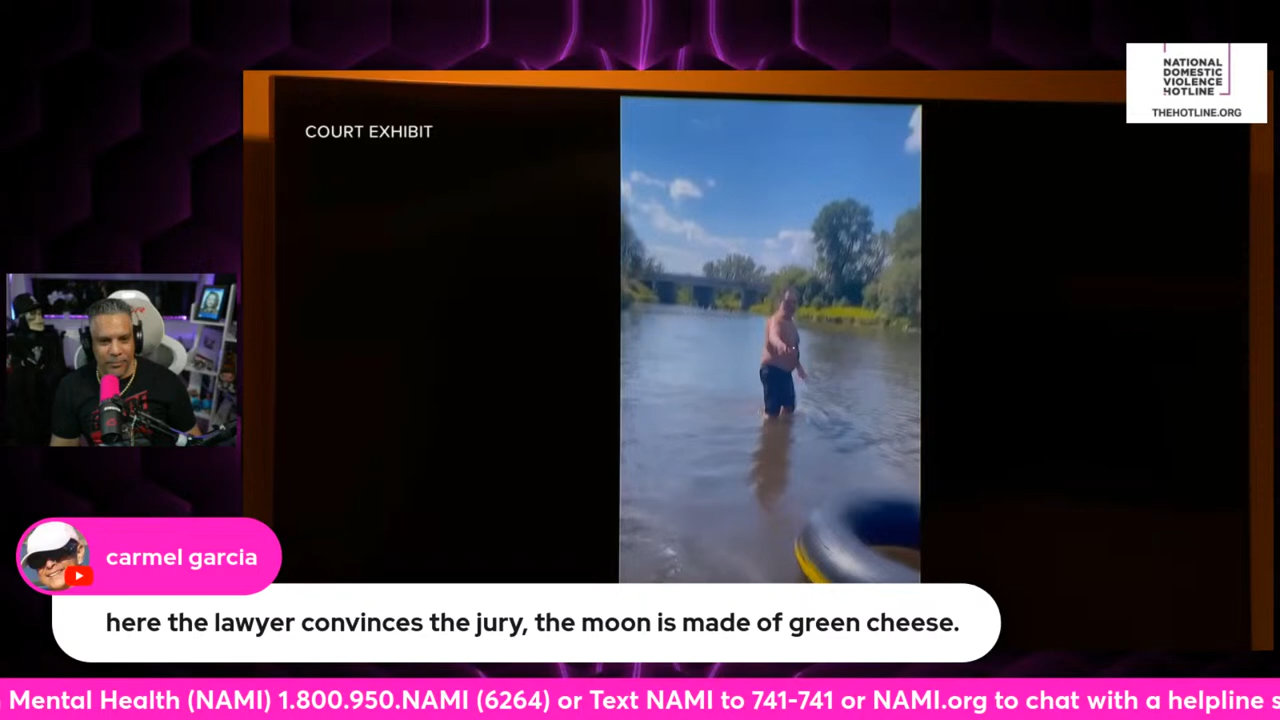 NATIONAL
DOMESTIC
VIOLENCE
HOTLINE
THEHOTLINE.ORG
COURT EXHIBIT
carmel garcia
here the lawyer convinces the jury, the moon is made of green cheese.
Mental Health (NAMI) 1.800.950.NAMI (6264) or Text NAMI to 741-741 or NAMI.org to chat with a helpline s